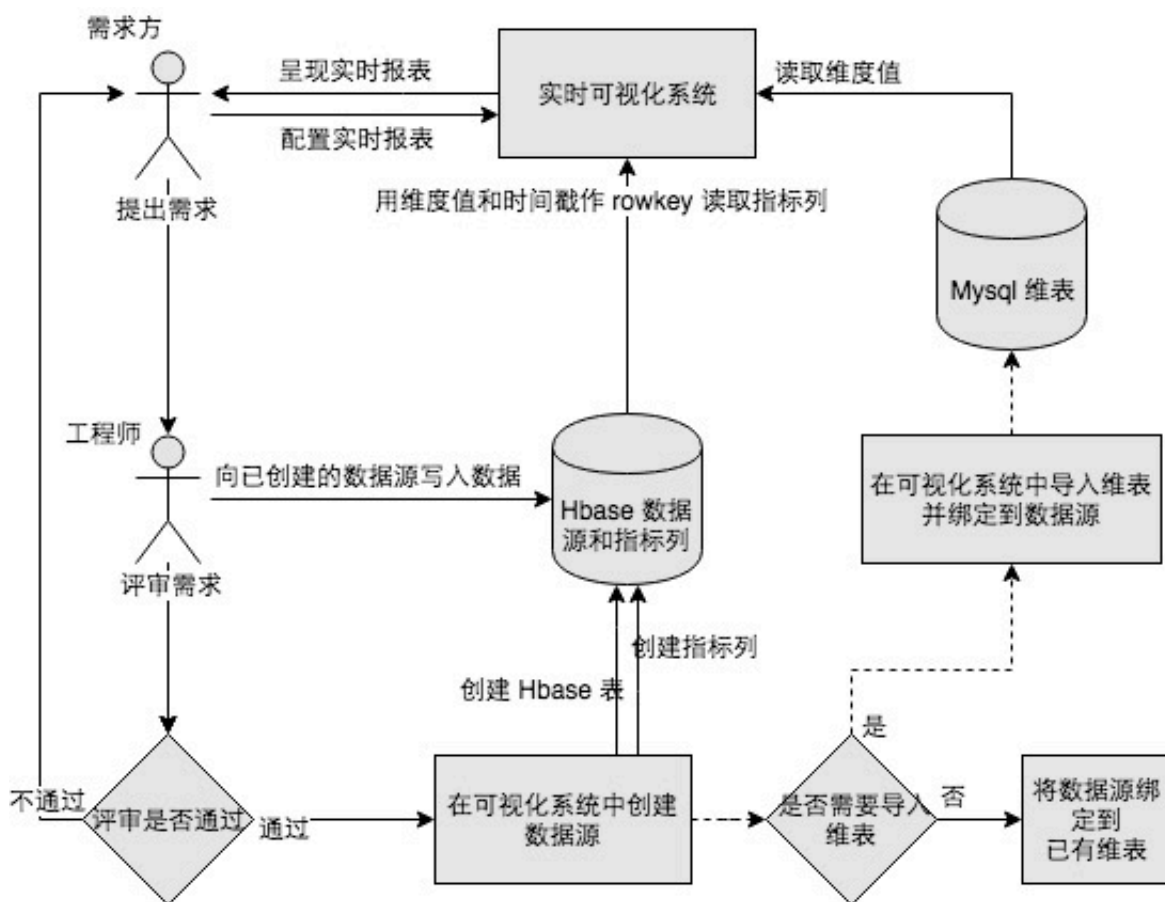 需求方
呈现实时报表
配置实时报表
实时可视化系统
读取维度值
提出需求
用维度值和时间戳作 rowkey 读取指标列
Mysql 维表
工程师
向已创建的数据源写入数据
Hbase 数据
源和指标列
在可视化系统中导入维表
并绑定到数据源
评审需求
创建指标列
创建 Hbase 表
是
不通过
评审是否通过
通过
在可视化系统中创建
数据源
是否需要导入
维表
否
将数据源绑
定到
已有维表